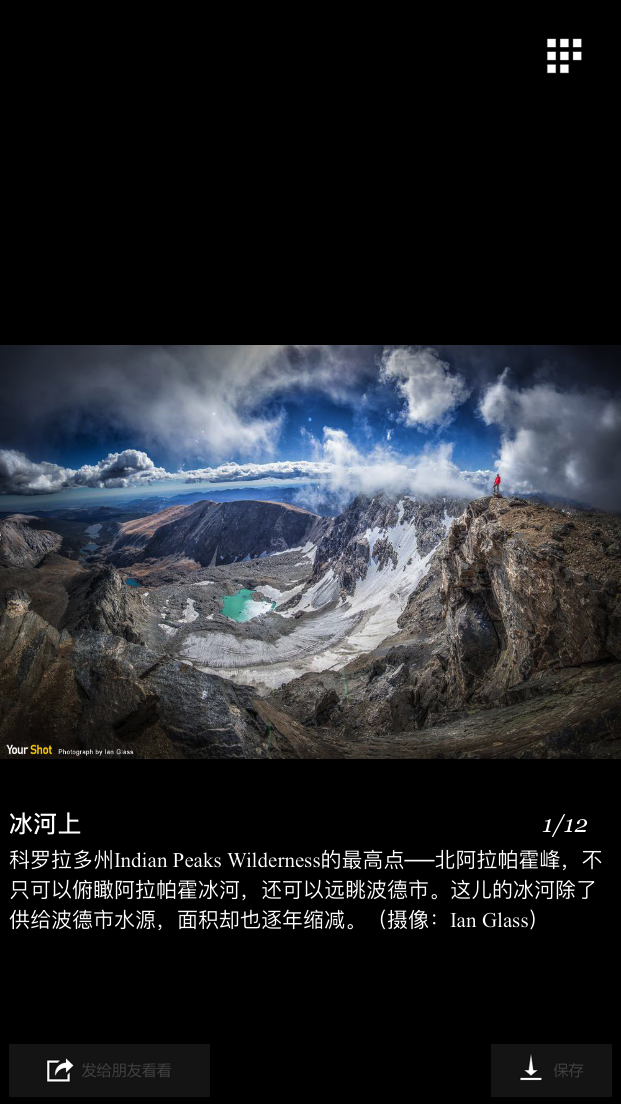 Your Shot Photograph by Ian Glass
冰河上 1/12
科罗拉多州Indian Peaks Wilderness的最高点——北阿拉帕霍峰，不
只可以俯瞰阿拉帕霍冰河，还可以远眺波德市。这儿的冰河除了
供给波德市水源，面积却也逐年缩减。（摄像：Ian Glass）
发给朋友看看 保存